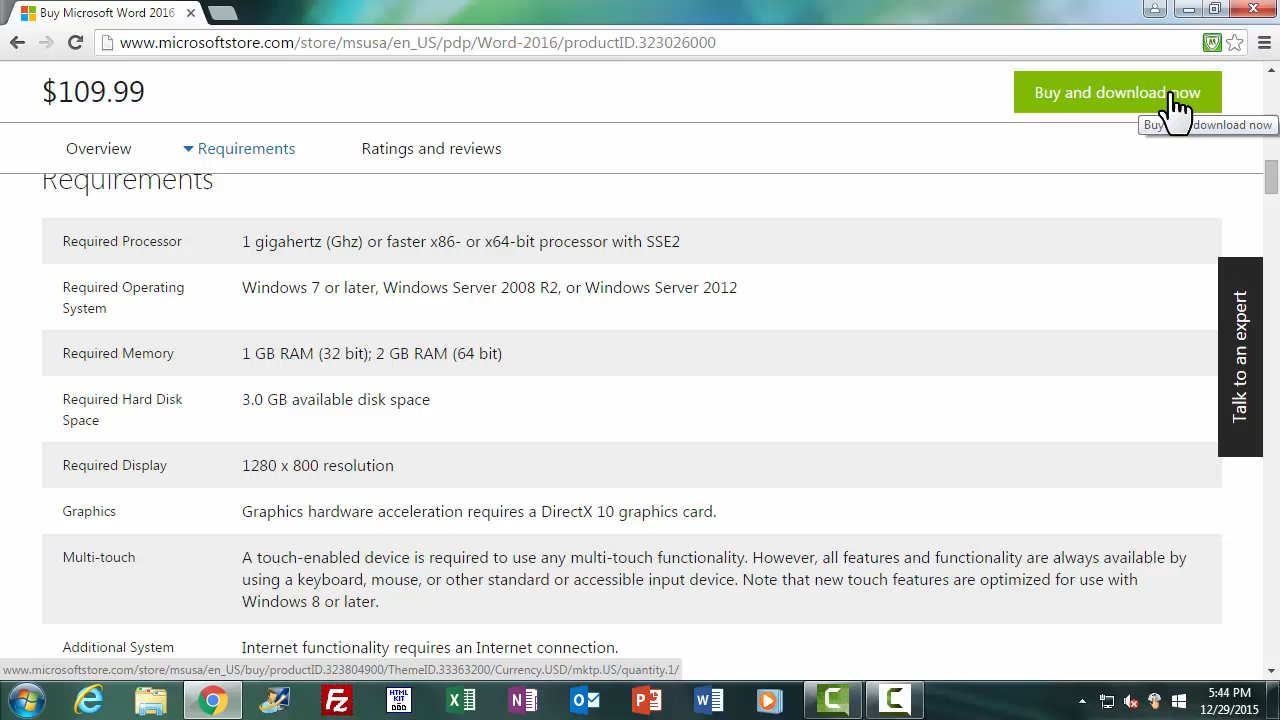 Buy Microsoft Word 2016
www.microsoftstore.com/store/msusa/en_US/pdp/Word-2016/productID.323026000
$109.99
Buy and download now
Buy download now
Overview
Requirements
Ratings and reviews
Requirements
Required Processor
1 gigahertz (Ghz) or faster x86- or x64-bit processor with SSE2
Required Operating
System
Windows 7 or later, Windows Server 2008 R2, or Windows Server 2012
Required Memory
1 GB RAM (32 bit); 2 GB RAM (64 bit)
Required Hard Disk
Space
3.0 GB available disk space
Required Display
1280 x 800 resolution
Graphics
Graphics hardware acceleration requires a DirectX 10 graphics card.
Multi-touch
A touch-enabled device is required to use any multi-touch functionality. However, all features and functionality are always available by
using a keyboard, mouse, or other standard or accessible input device. Note that new touch features are optimized for use with
Windows 8 or later.
Additional System
Internet functionality requires an Internet connection.
Talk to an expert
www.microsoftstore.com/store/msusa/en_US/buy/productID.323804900/ThemeID.33363200/Currency.USD/mktp.US/quantity.1/
HTML
KIT
5:44 PM
12/29/2015